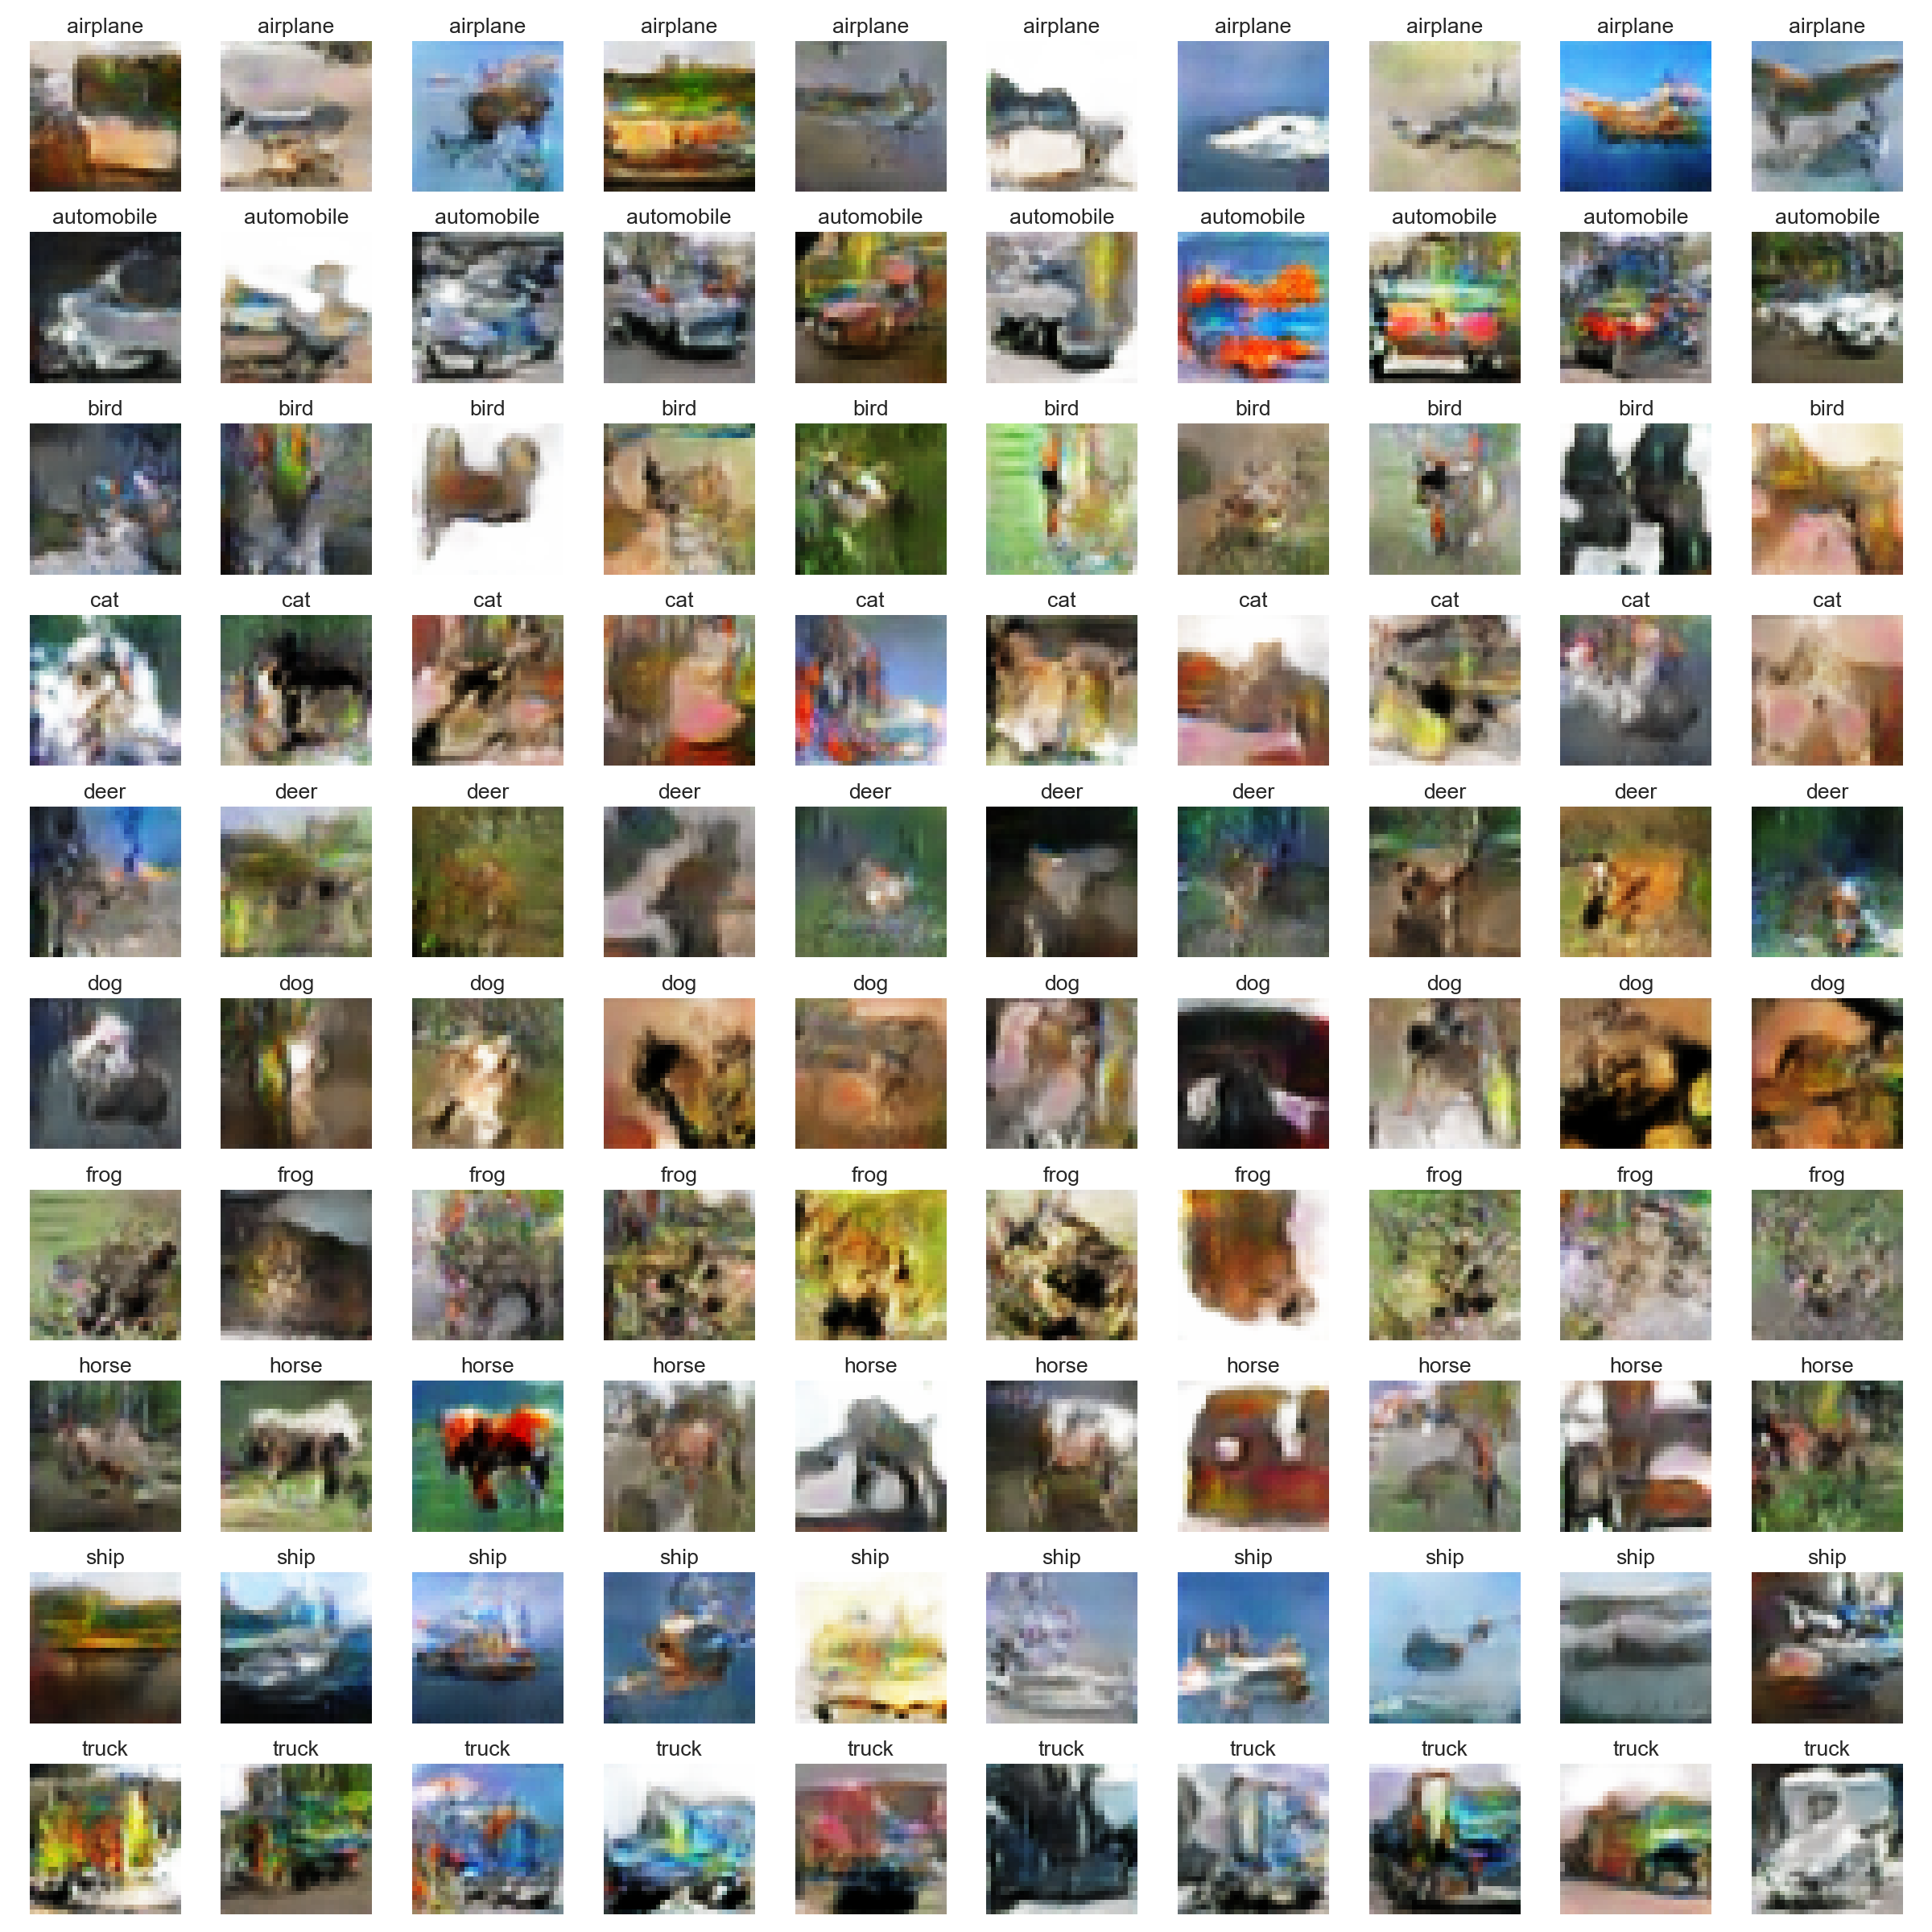 airplane airplane airplane airplane airplane airplane airplane airplane airplane airplane
automobile automobile automobile automobile automobile automobile automobile automobile automobile automobile
bird bird bird bird bird bird bird bird bird bird
cat cat cat cat cat cat cat cat cat cat
deer deer deer deer deer deer deer deer deer deer
dog dog dog dog dog dog dog dog dog dog
frog frog frog frog frog frog frog frog frog frog
horse horse horse horse horse horse horse horse horse horse
ship ship ship ship ship ship ship ship ship ship
truck truck truck truck truck truck truck truck truck truck